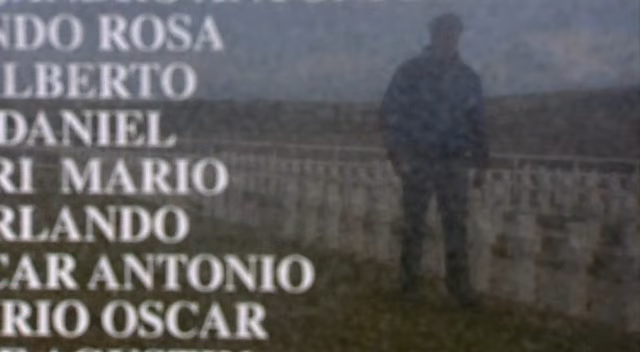 NDO ROSA
LBERTO
DANIEL
RI MARIO
RLANDO
CAR ANTONIO
RIO OSCAR